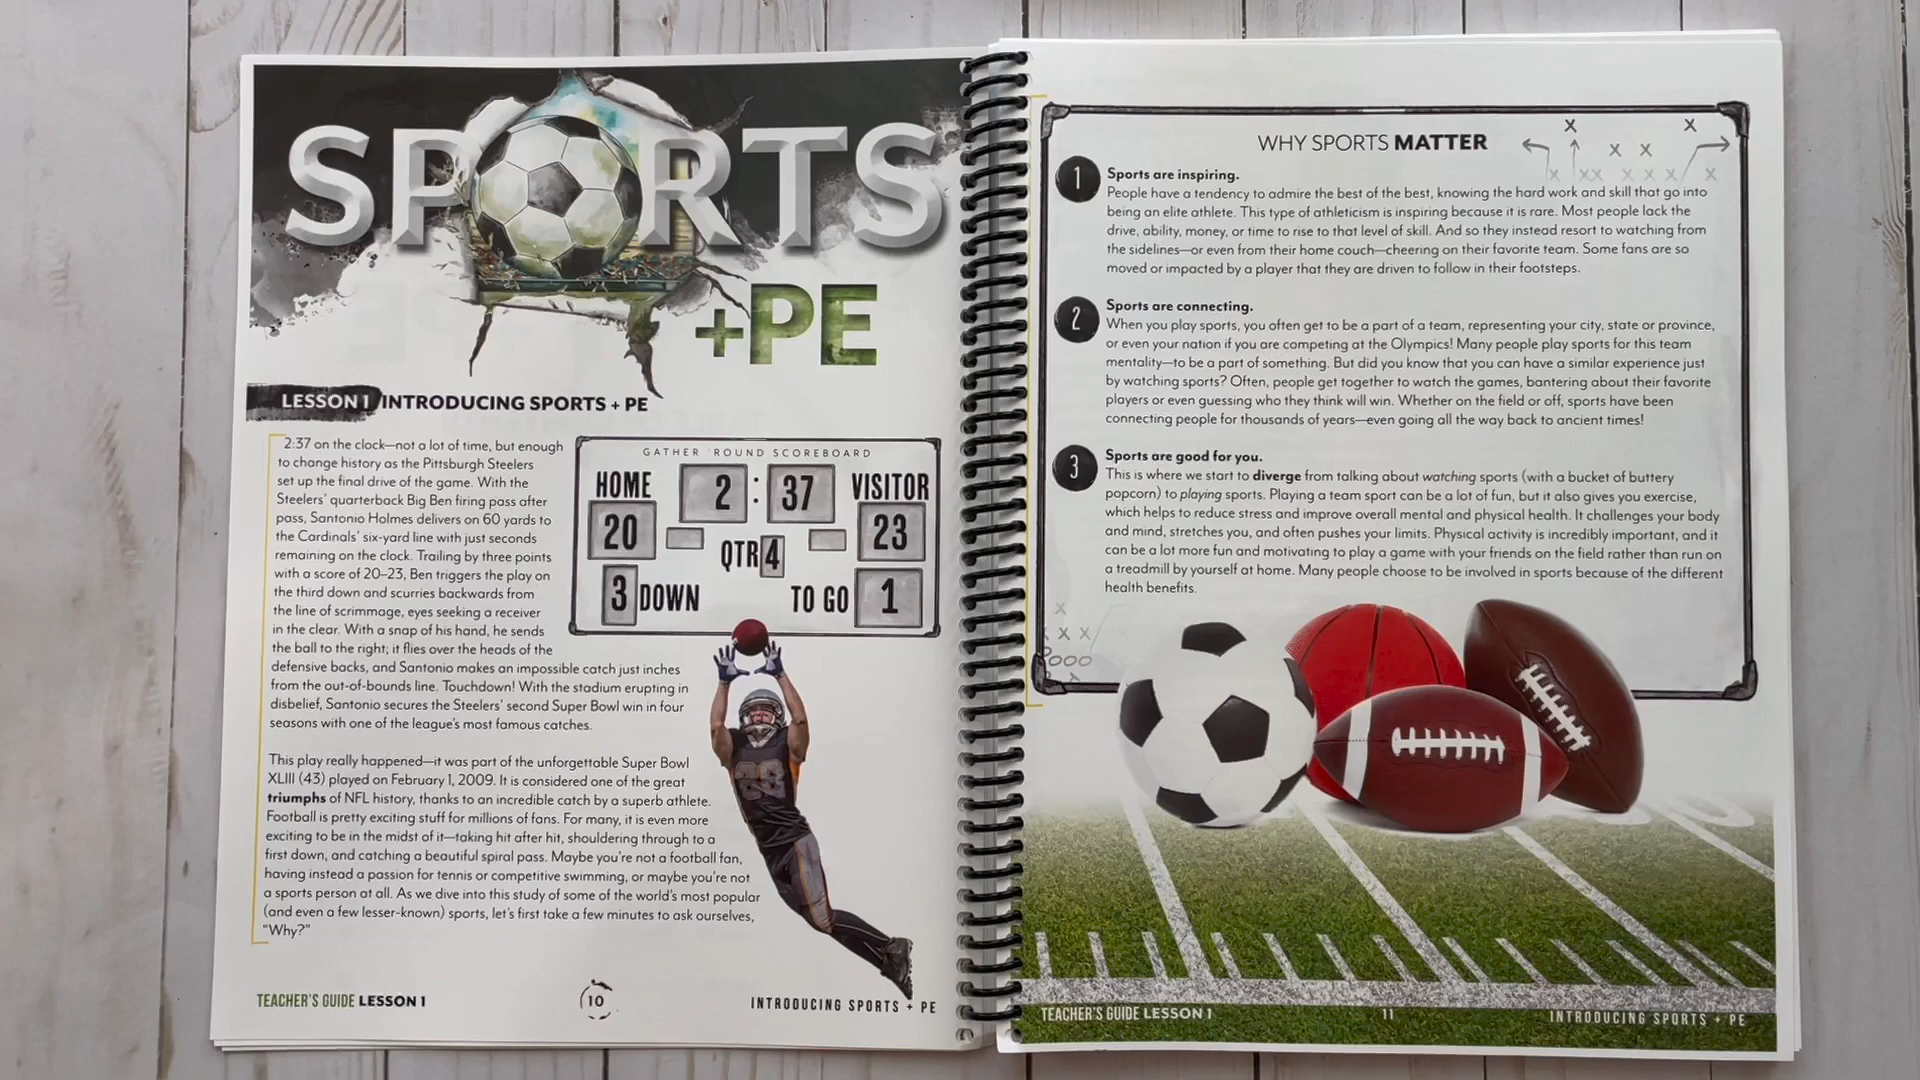 SPORTS
+PE
LESSON 1 INTRODUCING SPORTS + PE
2:37 on the clock—not a lot of time, but enough
to change history as the Pittsburgh Steelers
set up the final drive of the game. With the
Steelers' quarterback Big Ben firing pass after
pass, Santonio Holmes delivers on 60 yards to
the Cardinals' six-yard line with just seconds
remaining on the clock. Trailing by three points
with a score of 20–23, Ben triggers the play on
the third down and scurries backwards from
the line of scrimmage, eyes seeking a receiver
in the clear. With a snap of his hand, he sends
the ball to the right; it flies over the heads of the
defensive backs, and Santonio makes an impossible catch just inches
from the out-of-bounds line. Touchdown! With the stadium erupting in
disbelief, Santonio secures the Steelers' second Super Bowl win in four
seasons with one of the league's most famous catches.
GATHER 'ROUND SCOREBOARD
HOME 2 : 37 VISITOR
20 QTR 4 23
3 DOWN TO GO 1
This play really happened—it was part of the unforgettable Super Bowl
XLIII (43) played on February 1, 2009. It is considered one of the great
triumphs of NFL history, thanks to an incredible catch by a superb athlete.
Football is pretty exciting stuff for millions of fans. For many, it is even more
exciting to be in the midst of it—taking hit after hit, shouldering through to a
first down, and catching a beautiful spiral pass. Maybe you're not a football fan,
having instead a passion for tennis or competitive swimming, or maybe you're not
a sports person at all. As we dive into this study of some of the world's most popular
(and even a few lesser-known) sports, let's first take a few minutes to ask ourselves,
"Why?"
TEACHER'S GUIDE LESSON 1
10
INTRODUCING SPORTS + PE
WHY SPORTS MATTER
1 Sports are inspiring.
People have a tendency to admire the best of the best, knowing the hard work and skill that go into
being an elite athlete. This type of athleticism is inspiring because it is rare. Most people lack the
drive, ability, money, or time to rise to that level of skill. And so they instead resort to watching from
the sidelines—or even from their home couch—cheering on their favorite team. Some fans are so
moved or impacted by a player that they are driven to follow in their footsteps.
2 Sports are connecting.
When you play sports, you often get to be a part of a team, representing your city, state or province,
or even your nation if you are competing at the Olympics! Many people play sports for this team
mentality—to be a part of something. But did you know that you can have a similar experience just
by watching sports? Often, people get together to watch the games, bantering about their favorite
players or even guessing who they think will win. Whether on the field or off, sports have been
connecting people for thousands of years—even going all the way back to ancient times!
3 Sports are good for you.
This is where we start to diverge from talking about watching sports (with a bucket of buttery
popcorn) to playing sports. Playing a team sport can be a lot of fun, but it also gives you exercise,
which helps to reduce stress and improve overall mental and physical health. It challenges your body
and mind, stretches you, and often pushes your limits. Physical activity is incredibly important, and it
can be a lot more fun and motivating to play a game with your friends on the field rather than run on
a treadmill by yourself at home. Many people choose to be involved in sports because of the different
health benefits.
TEACHER'S GUIDE LESSON 1
11
INTRODUCING SPORTS + PE